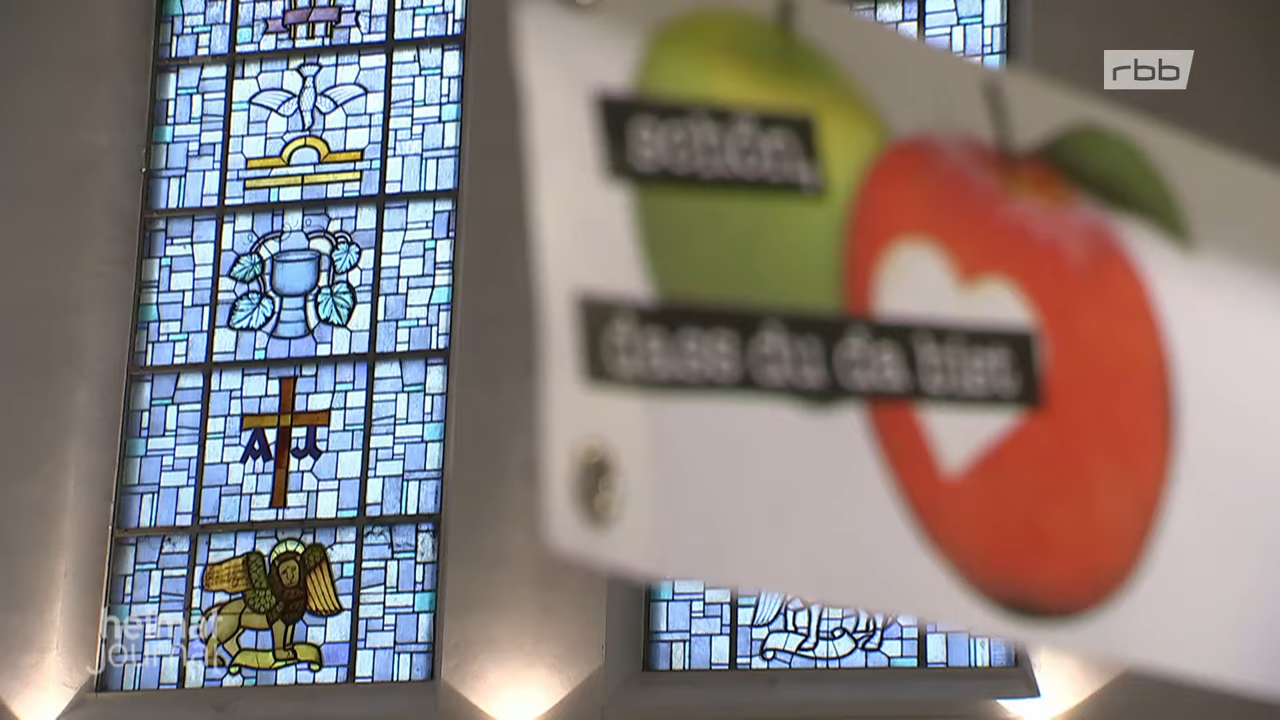 rbb
schön,
dass du da bist.
Α ω
heimat
journal